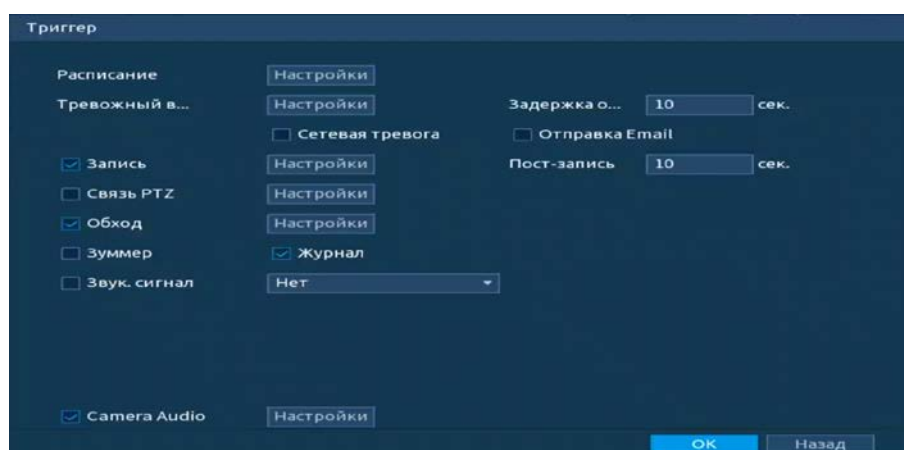 Триггер
Расписание Настройки
Тревожный в... Настройки Задержка о... 10 сек.
Сетевая тревога Отправка Email
Запись Настройки Пост-запись 10 сек.
Связь PTZ Настройки
Обход Настройки
Зуммер Журнал
Звук. сигнал Нет
Camera Audio Настройки
OK Назад